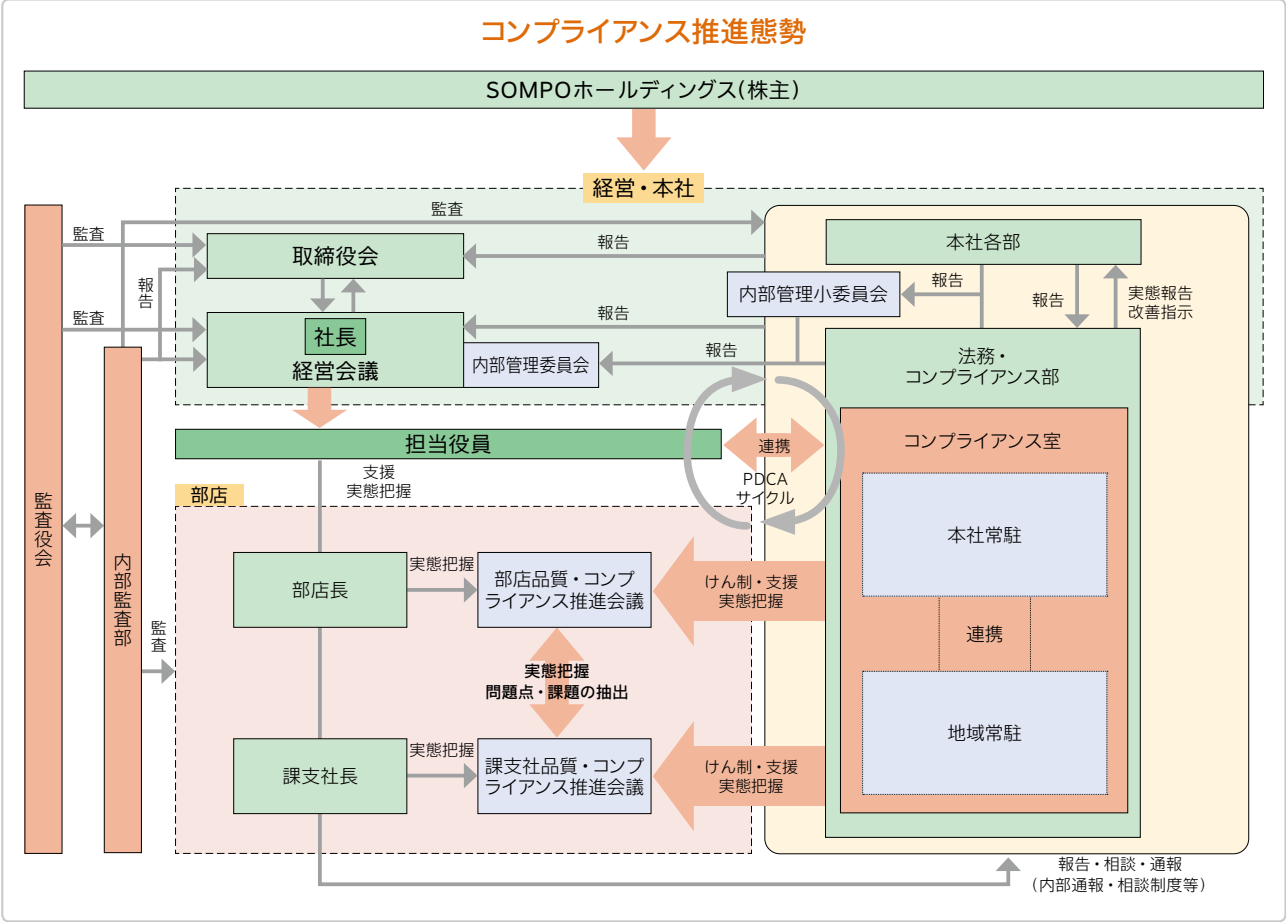 コンプライアンス推進態勢
SOMPOホールディングス(株主)
経営・本社
監査
監査
報告
取締役会
報告
本社各部
内部管理小委員会
報告
報告
実態報告
改善指示
監査
社長
経営会議
報告
内部管理委員会
報告
法務・
コンプライアンス部
担当役員
連携
コンプライアンス室
支援
実態把握
PDCA
サイクル
部店
監査役会
内部監査部
監査
部店長
実態把握
部店品質・コンプ
ライアンス推進会議
けん制・支援
実態把握
本社常駐
連携
実態把握
問題点・課題の抽出
課支社長
実態把握
課支社品質・コンプ
ライアンス推進会議
けん制・支援
実態把握
地域常駐
報告・相談・通報
(内部通報・相談制度等)